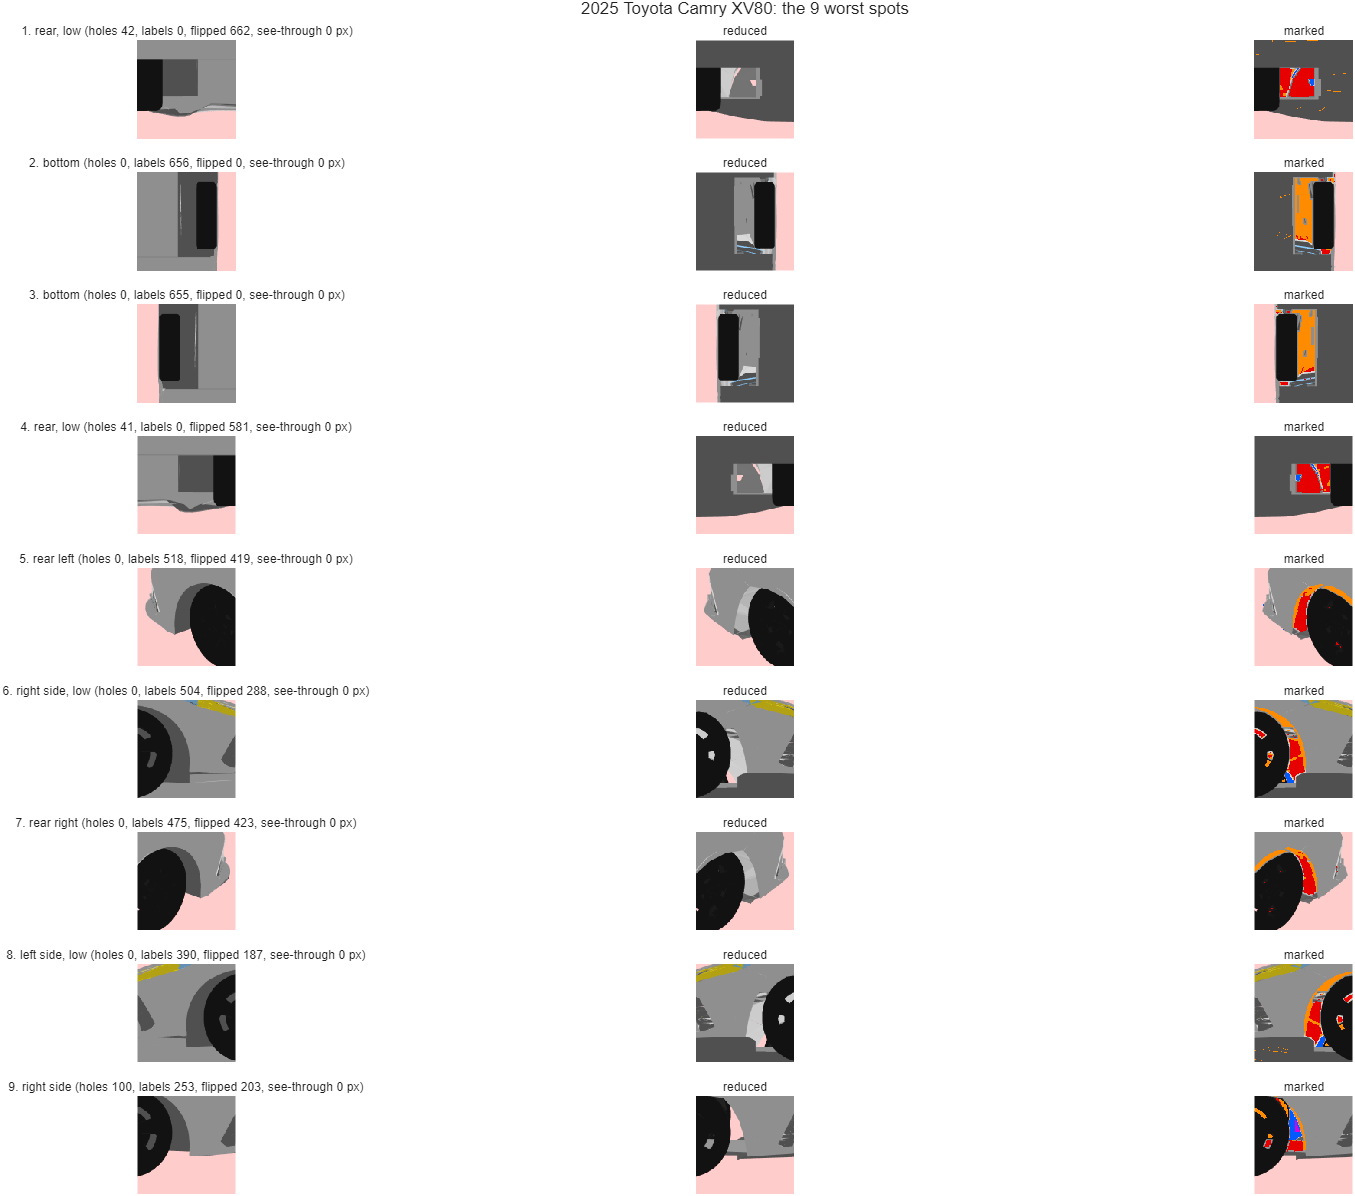 2025 Toyota Camry XV80: the 9 worst spots
1. rear, low (holes 42, labels 0, flipped 662, see-through 0 px)
reduced
marked
2. bottom (holes 0, labels 656, flipped 0, see-through 0 px)
reduced
marked
3. bottom (holes 0, labels 655, flipped 0, see-through 0 px)
reduced
marked
4. rear, low (holes 41, labels 0, flipped 581, see-through 0 px)
reduced
marked
5. rear left (holes 0, labels 518, flipped 419, see-through 0 px)
reduced
marked
6. right side, low (holes 0, labels 504, flipped 288, see-through 0 px)
reduced
marked
7. rear right (holes 0, labels 475, flipped 423, see-through 0 px)
reduced
marked
8. left side, low (holes 0, labels 390, flipped 187, see-through 0 px)
reduced
marked
9. right side (holes 100, labels 253, flipped 203, see-through 0 px)
reduced
marked